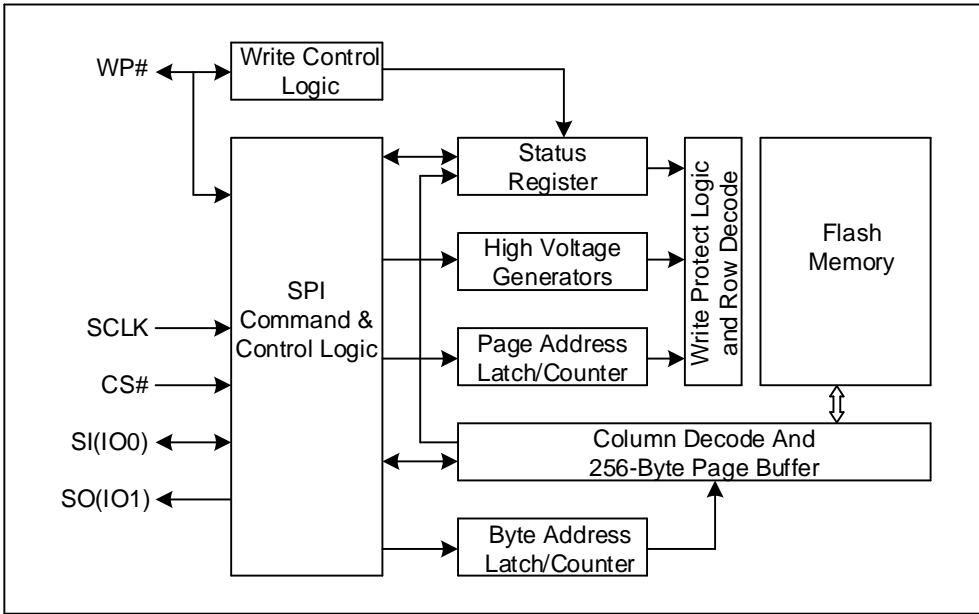 WP#
Write Control
Logic
SCLK
CS#
SI(IO0)
SO(IO1)
SPI
Command &
Control Logic
Status
Register
High Voltage
Generators
Page Address
Latch/Counter
Write Protect Logic
and Row Decode
Flash
Memory
Column Decode And
256-Byte Page Buffer
Byte Address
Latch/Counter